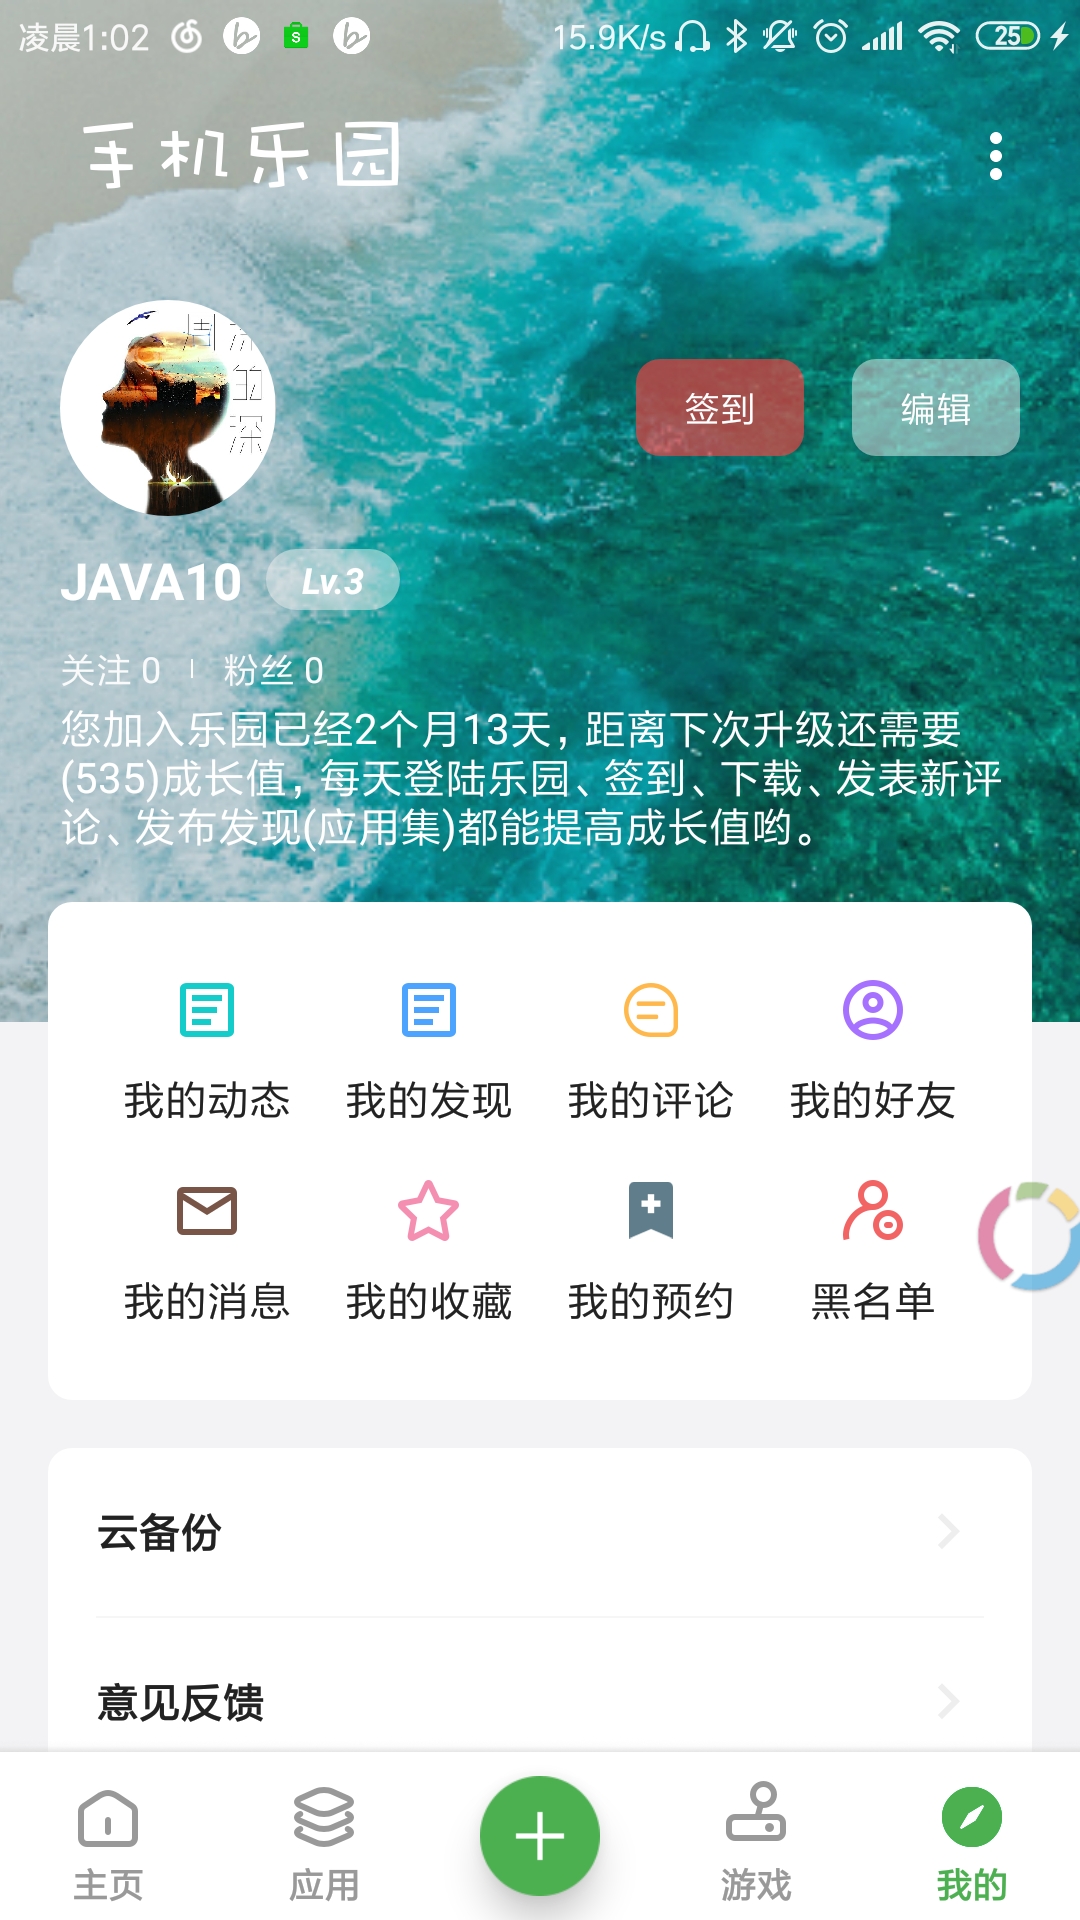 凌晨1:02
15.9K/s
25
手机乐园
签到
编辑
JAVA10
Lv.3
关注 0
粉丝 0
您加入乐园已经2个月13天，距离下次升级还需要
(535)成长值，每天登陆乐园、签到、下载、发表新评
论、发布发现(应用集)都能提高成长值哟。
我的动态
我的发现
我的评论
我的好友
我的消息
我的收藏
我的预约
黑名单
云备份
意见反馈
主页
应用
游戏
我的